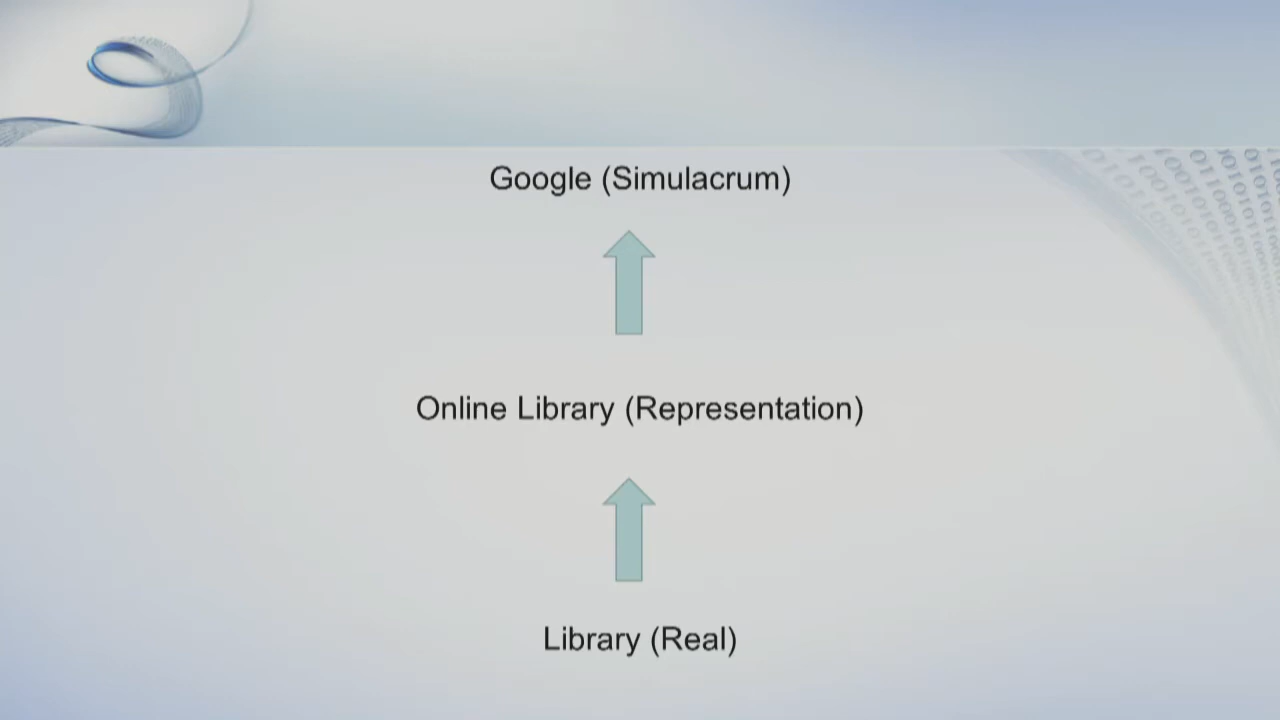 Google (Simulacrum)
Online Library (Representation)
Library (Real)